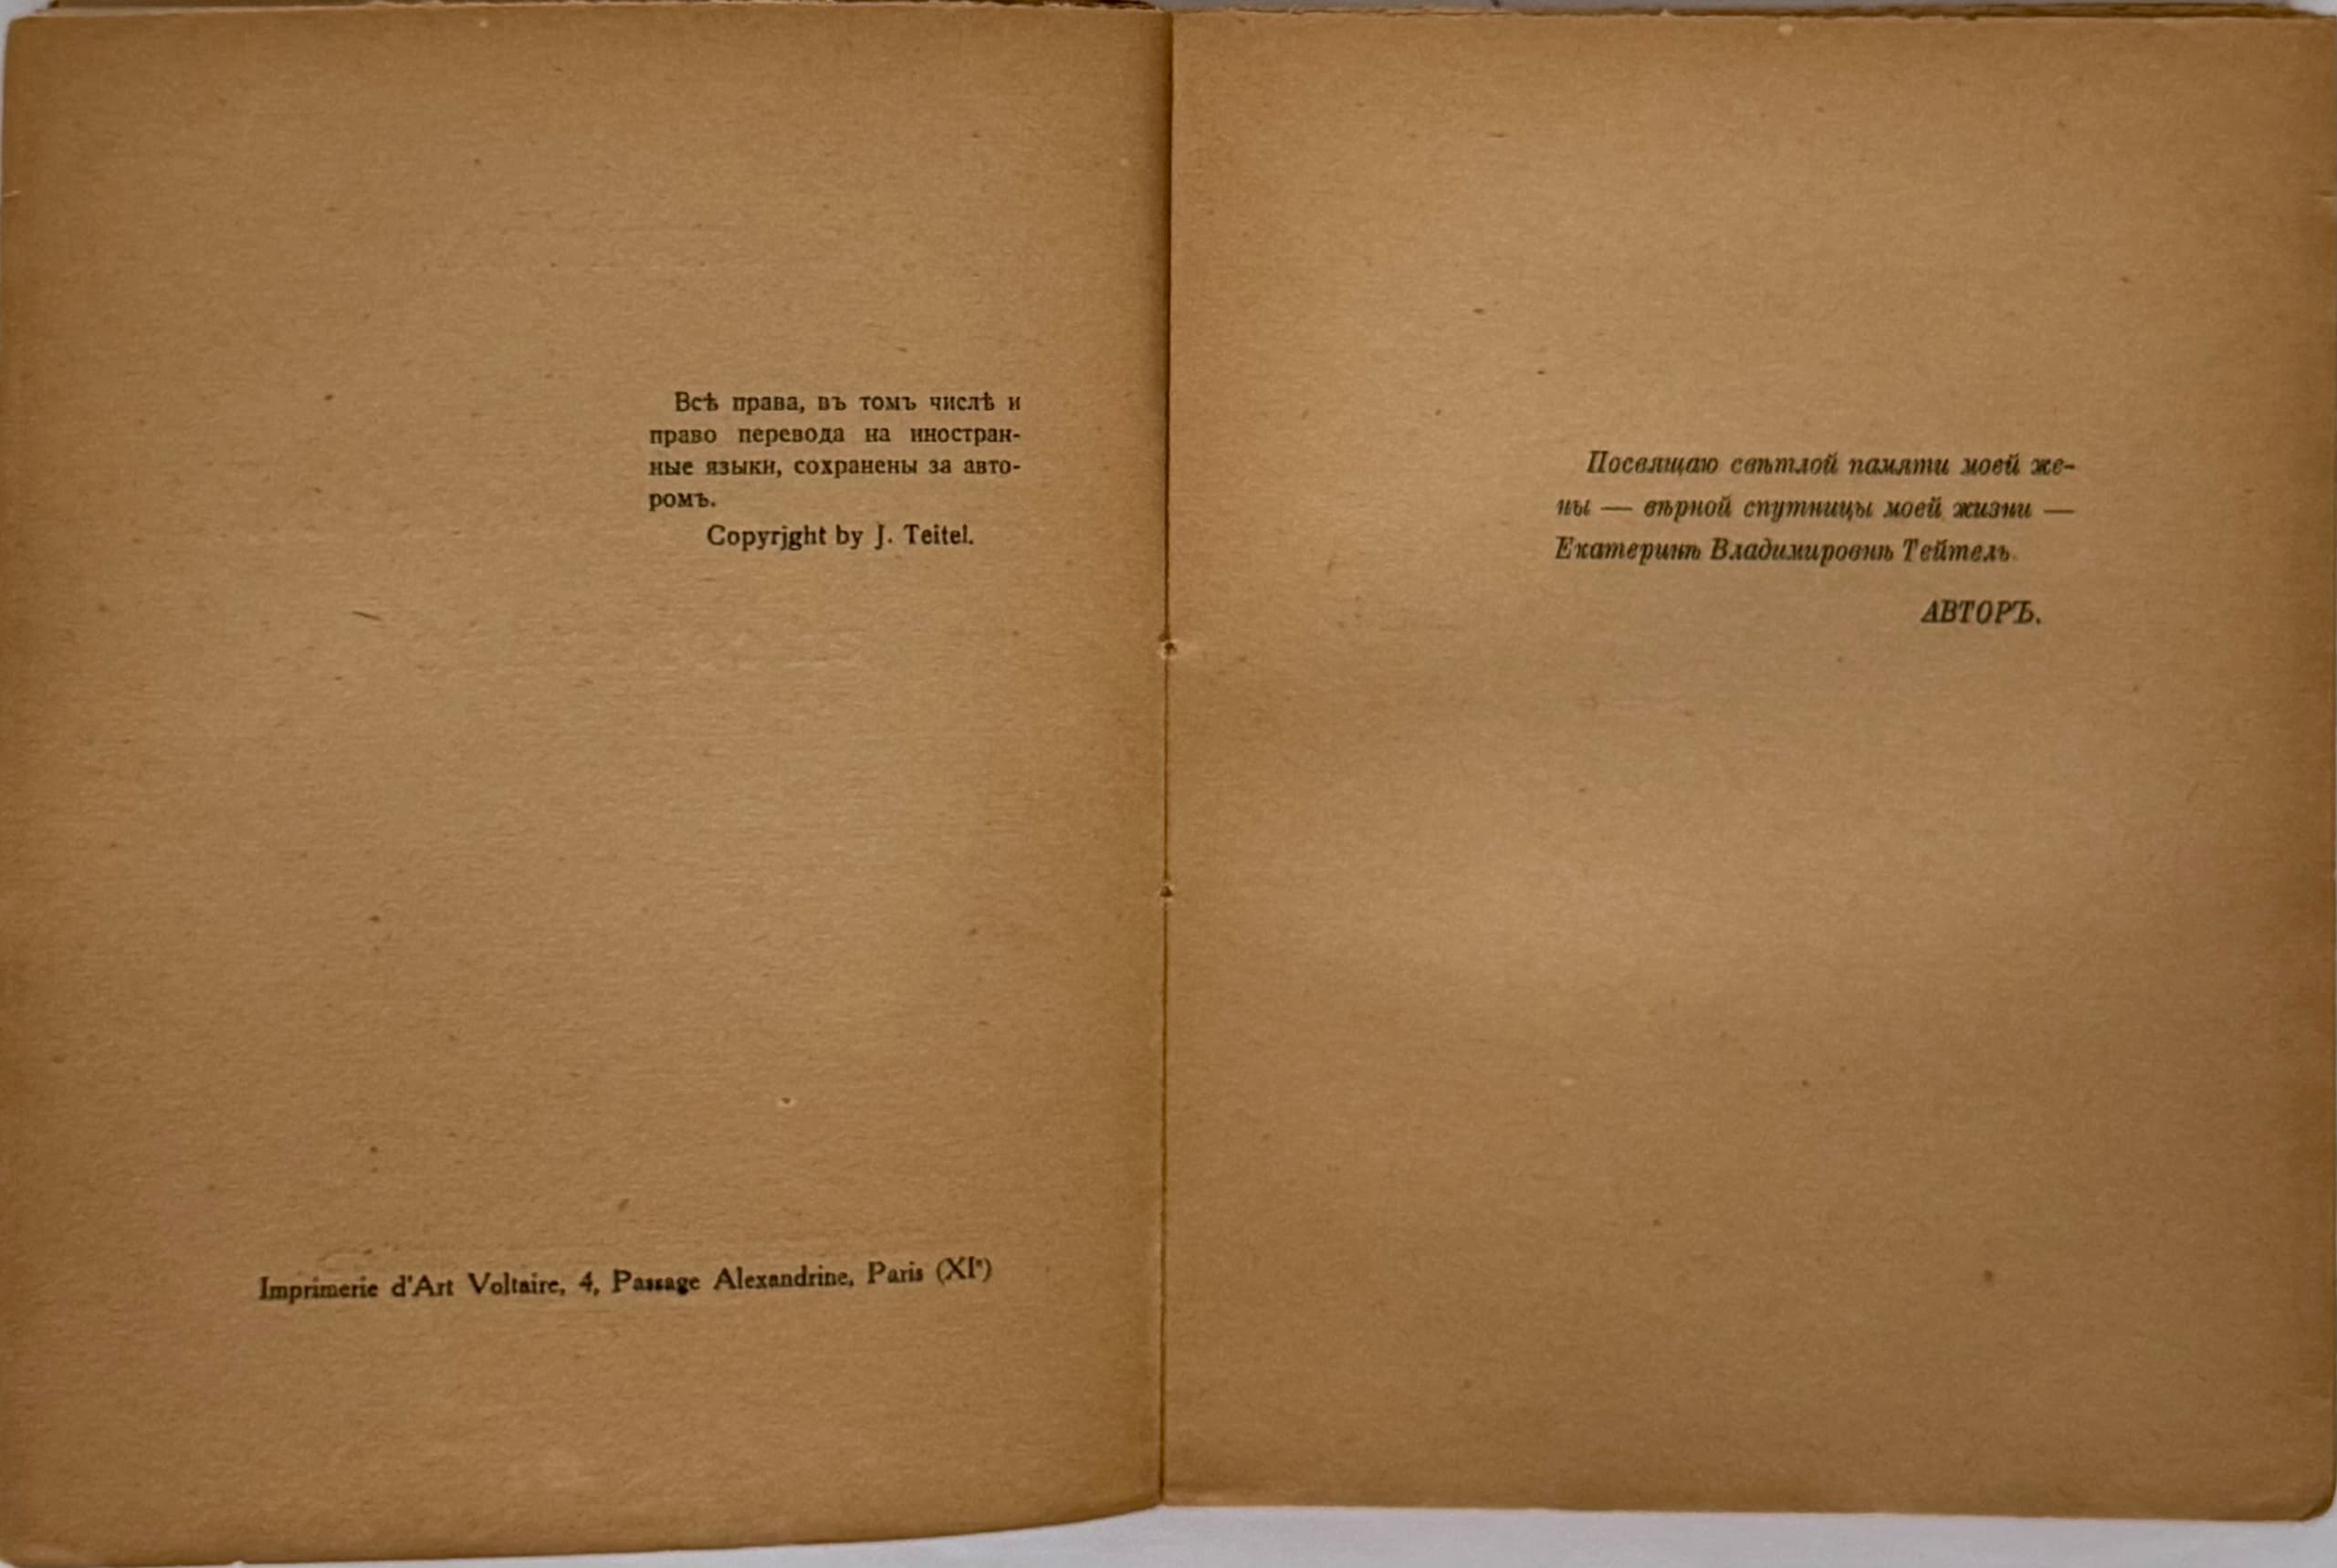 Всѣ права, въ томъ числѣ и
право перевода на иностран-
ные языки, сохранены за авто-
ромъ.
Copyrjght by J. Teitel.
Imprimerie d'Art Voltaire, 4, Passage Alexandrine, Paris (XIᵉ)
Посвящаю свѣтлой памяти моей же-
ны — вѣрной спутницы моей жизни —
Екатеринѣ Владимировнѣ Тейтель
АВТОРЪ.